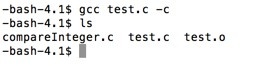 -bash-4.1$ gcc test.c -c
-bash-4.1$ ls
compareInteger.c  test.c  test.o
-bash-4.1$